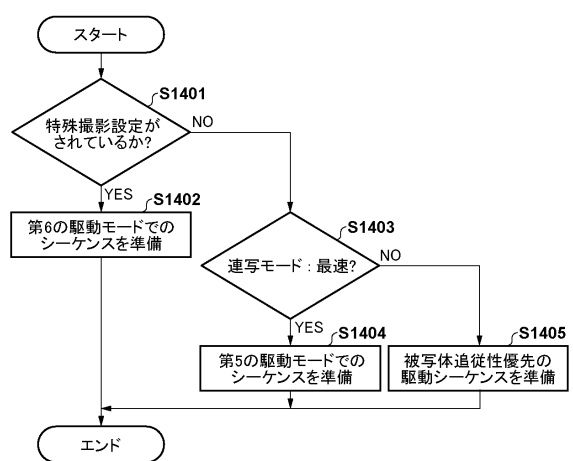 スタート
S1401
特殊撮影設定が
されているか?
NO
YES
S1402
第6の駆動モードでの
シーケンスを準備
S1403
連写モード:最速?
NO
YES
S1404
第5の駆動モードでの
シーケンスを準備
S1405
被写体追従性優先の
駆動シーケンスを準備
エンド